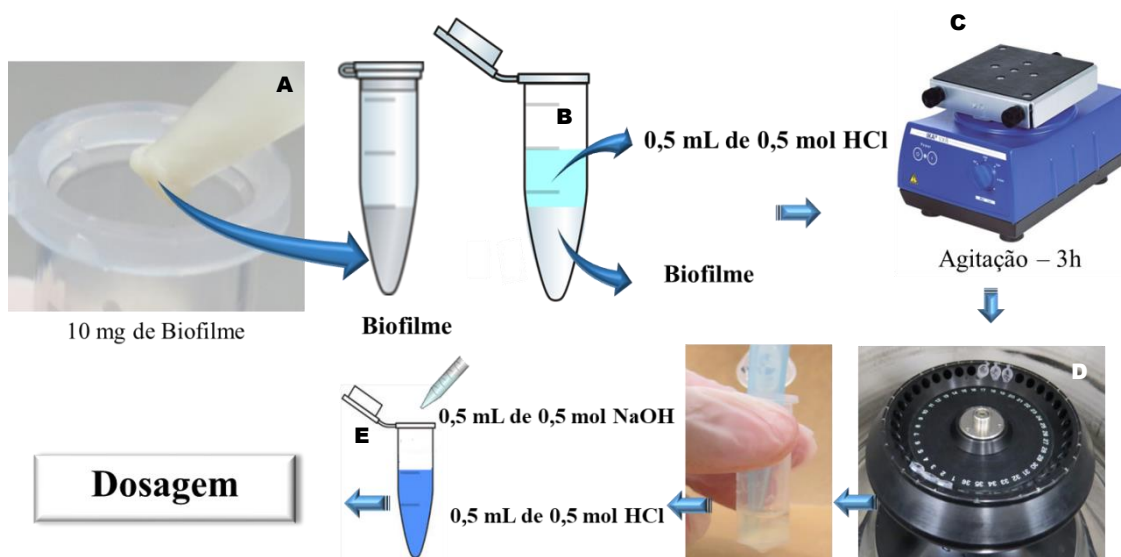 A
10 mg de Biofilme
Biofilme
B
0,5 mL de 0,5 mol HCl
Biofilme
C
Agitação – 3h
D
E
0,5 mL de 0,5 mol NaOH
0,5 mL de 0,5 mol HCl
Dosagem